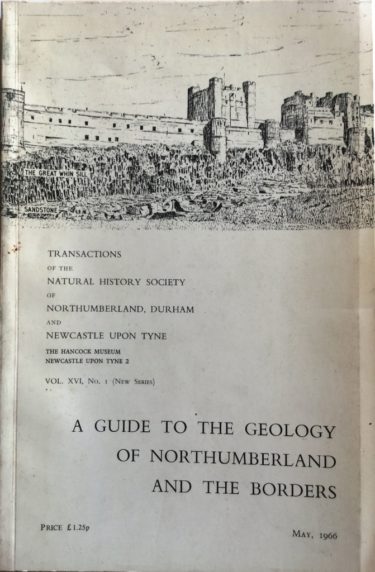 THE GREAT WHIN SILL
SANDSTONE
TRANSACTIONS
OF THE
NATURAL HISTORY SOCIETY
OF
NORTHUMBERLAND, DURHAM
AND
NEWCASTLE UPON TYNE
THE HANCOCK MUSEUM
NEWCASTLE UPON TYNE 2
VOL. XVI, No. 1 (NEW SERIES)
A GUIDE TO THE GEOLOGY
OF NORTHUMBERLAND
AND THE BORDERS
PRICE £1.25p
MAY, 1966